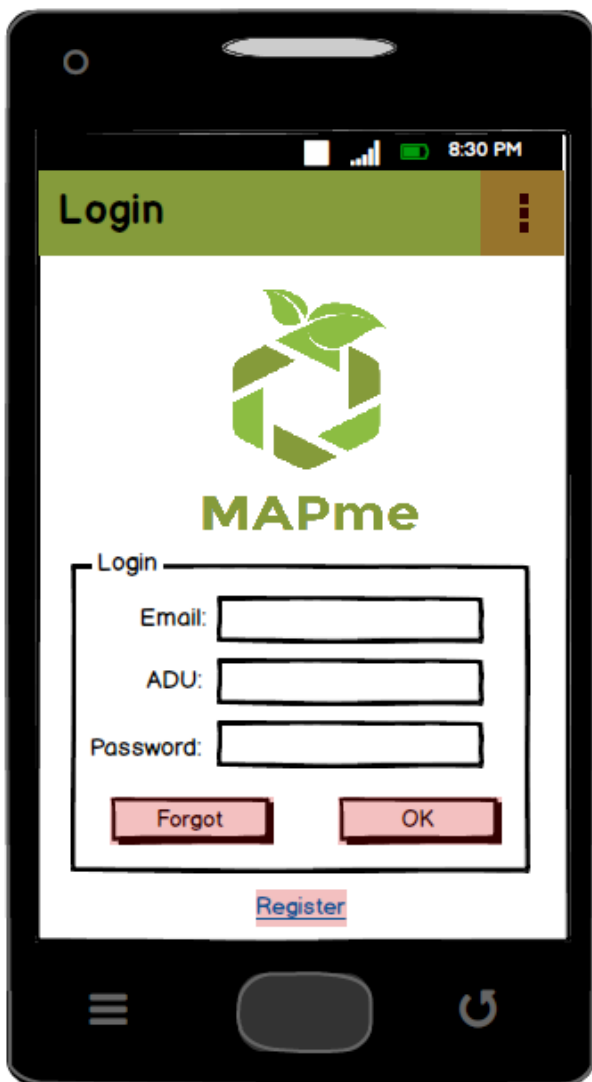 8:30 PM
Login
MAPme
Login
Email:
ADU:
Password:
Forgot OK
Register